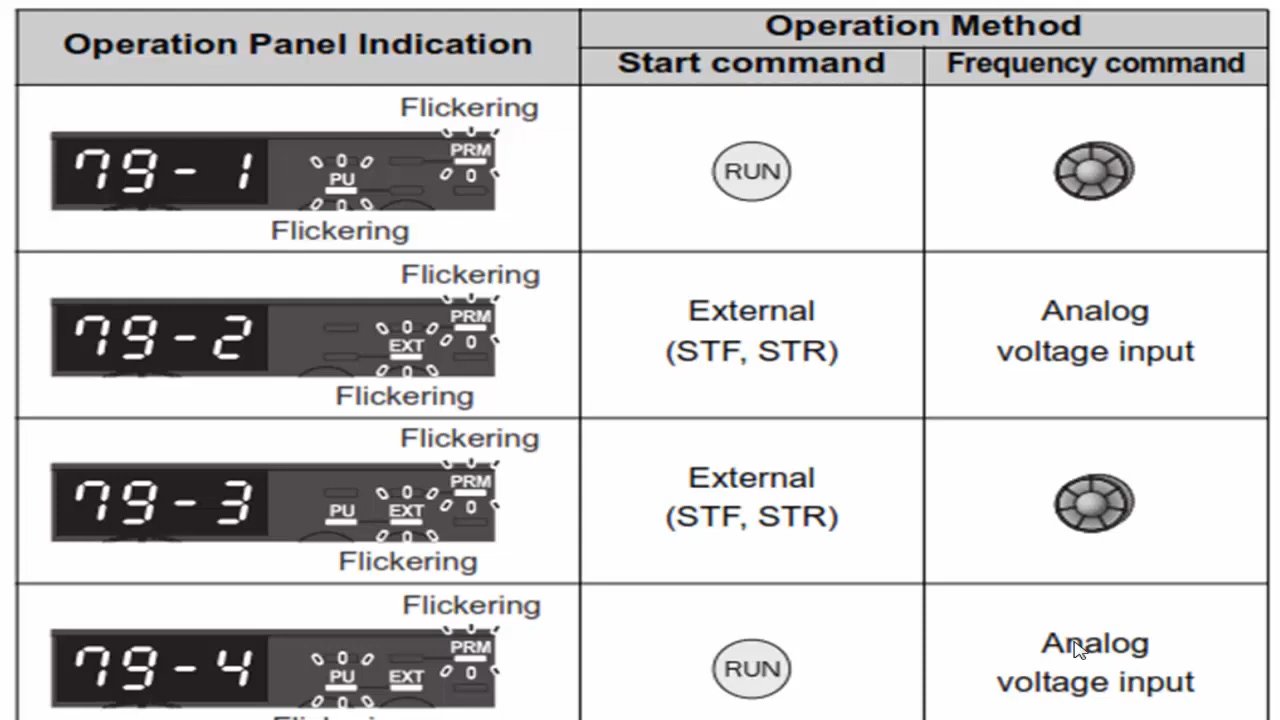 Operation Panel Indication
Operation Method
Start command
Frequency command
Flickering
79-1
PU
PRM
Flickering
RUN
Flickering
79-2
EXT
PRM
Flickering
External
(STF, STR)
Analog
voltage input
Flickering
79-3
PU
EXT
PRM
Flickering
External
(STF, STR)
Flickering
79-4
PU
EXT
PRM
RUN
Analog
voltage input